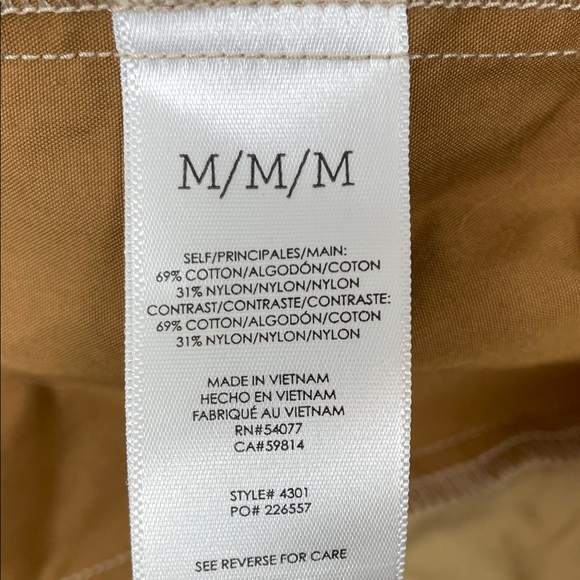 M/M/M
SELF/PRINCIPALES/MAIN:
69% COTTON/ALGODÓN/COTON
31% NYLON/NYLON/NYLON
CONTRAST/CONTRASTE/CONTRASTE:
69% COTTON/ALGODÓN/COTON
31% NYLON/NYLON/NYLON
MADE IN VIETNAM
HECHO EN VIETNAM
FABRIQUÉ AU VIETNAM
RN#54077
CA#59814
STYLE# 4301
PO# 226557
SEE REVERSE FOR CARE